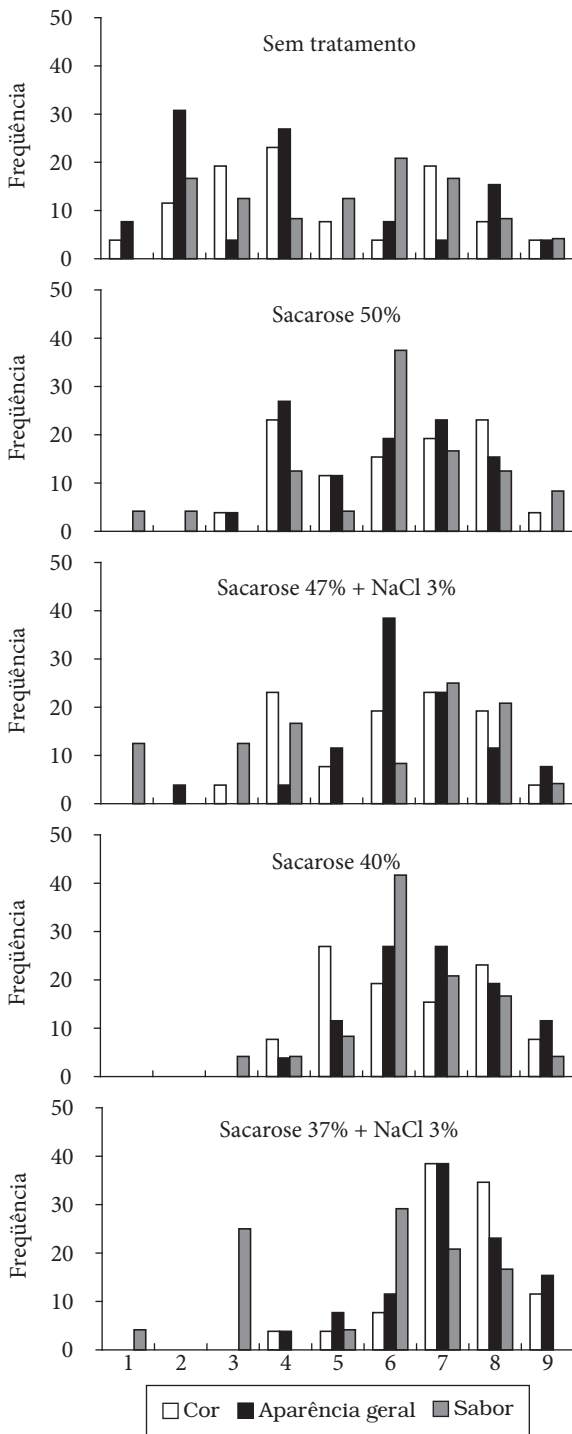 50
Sem tratamento
40
30
20
10
0
Freqüência
50
Sacarose 50%
40
30
20
10
0
Freqüência
50
Sacarose 47% + NaCl 3%
40
30
20
10
0
Freqüência
50
Sacarose 40%
40
30
20
10
0
Freqüência
50
Sacarose 37% + NaCl 3%
40
30
20
10
0
Freqüência
1 2 3 4 5 6 7 8 9
Cor Aparência geral Sabor